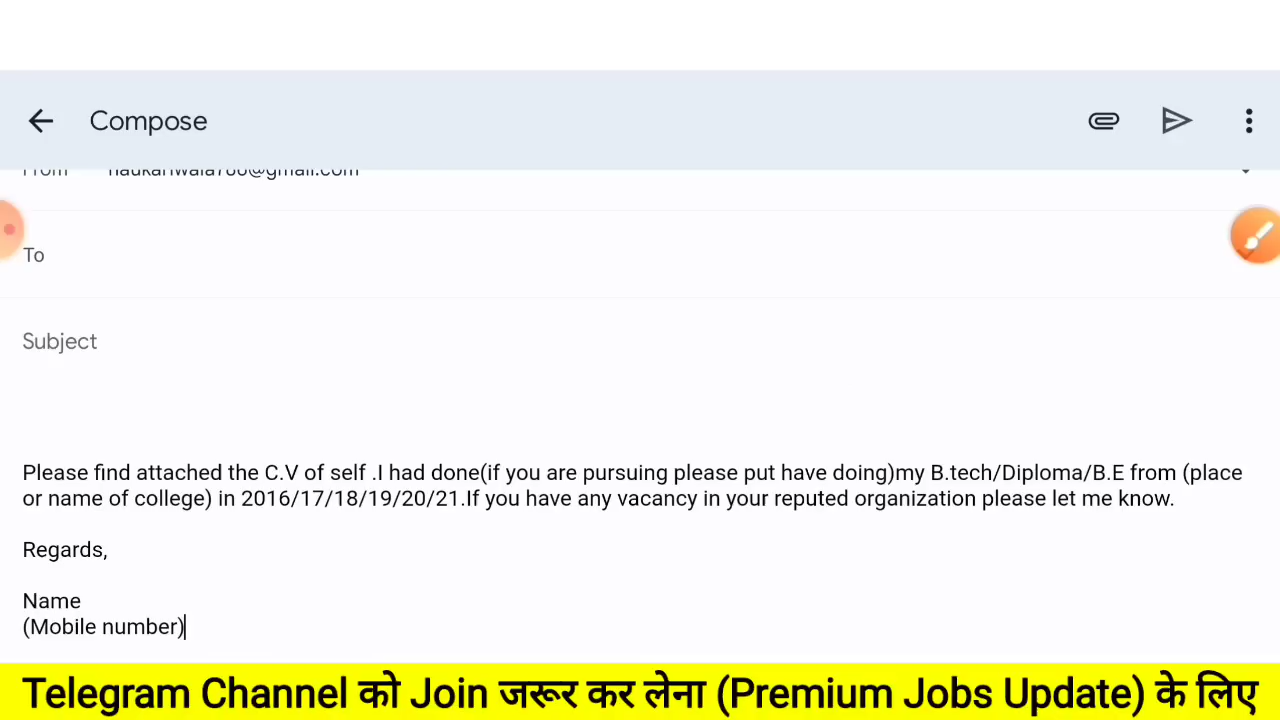 Compose
From
To
Subject
Please find attached the C.V of self .I had done(if you are pursuing please put have doing)my B.tech/Diploma/B.E from (place
or name of college) in 2016/17/18/19/20/21.If you have any vacancy in your reputed organization please let me know.
Regards,
Name
(Mobile number)
Telegram Channel को Join जरूर कर लेना (Premium Jobs Update) के लिए